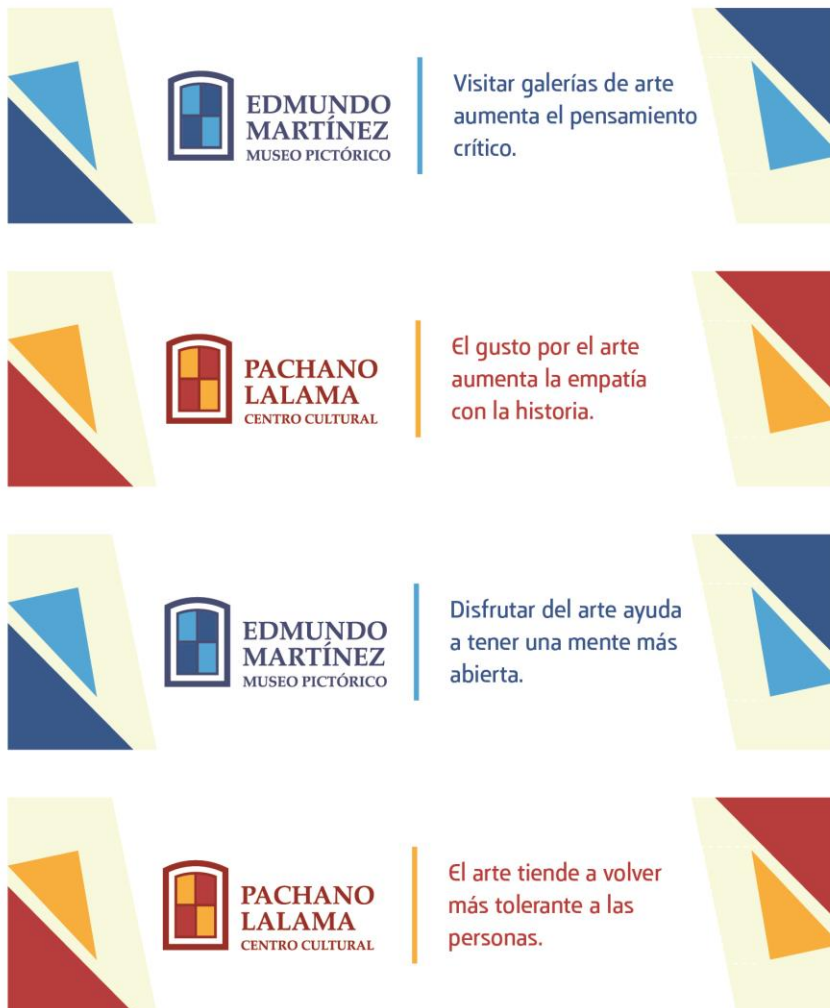 EDMUNDO
MARTÍNEZ
MUSEO PICTÓRICO
Visitar galerías de arte
aumenta el pensamiento
crítico.
PACHANO
LALAMA
CENTRO CULTURAL
El gusto por el arte
aumenta la empatía
con la historia.
EDMUNDO
MARTÍNEZ
MUSEO PICTÓRICO
Disfrutar del arte ayuda
a tener una mente más
abierta.
PACHANO
LALAMA
CENTRO CULTURAL
El arte tiende a volver
más tolerante a las
personas.